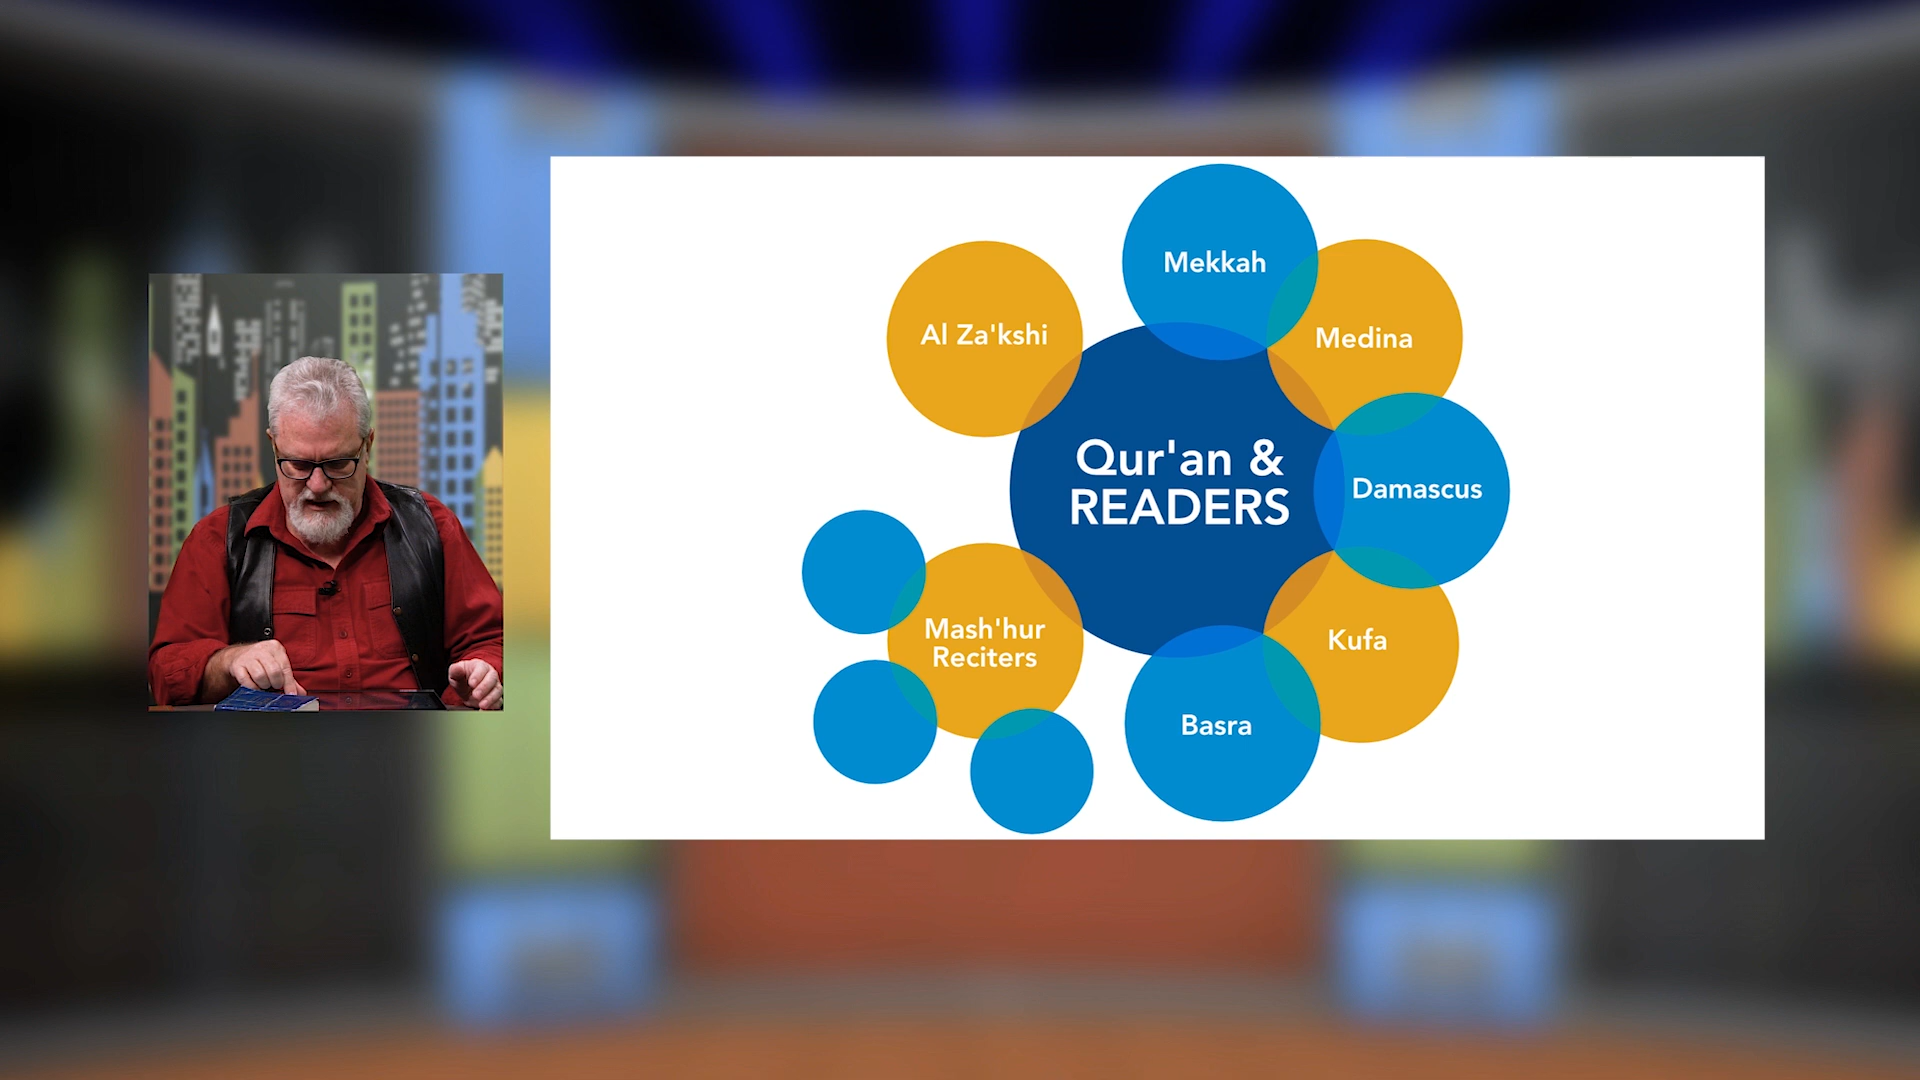 Mekkah
Al Za'kshi
Medina
Qur'an &
READERS
Damascus
Mash'hur
Reciters
Kufa
Basra